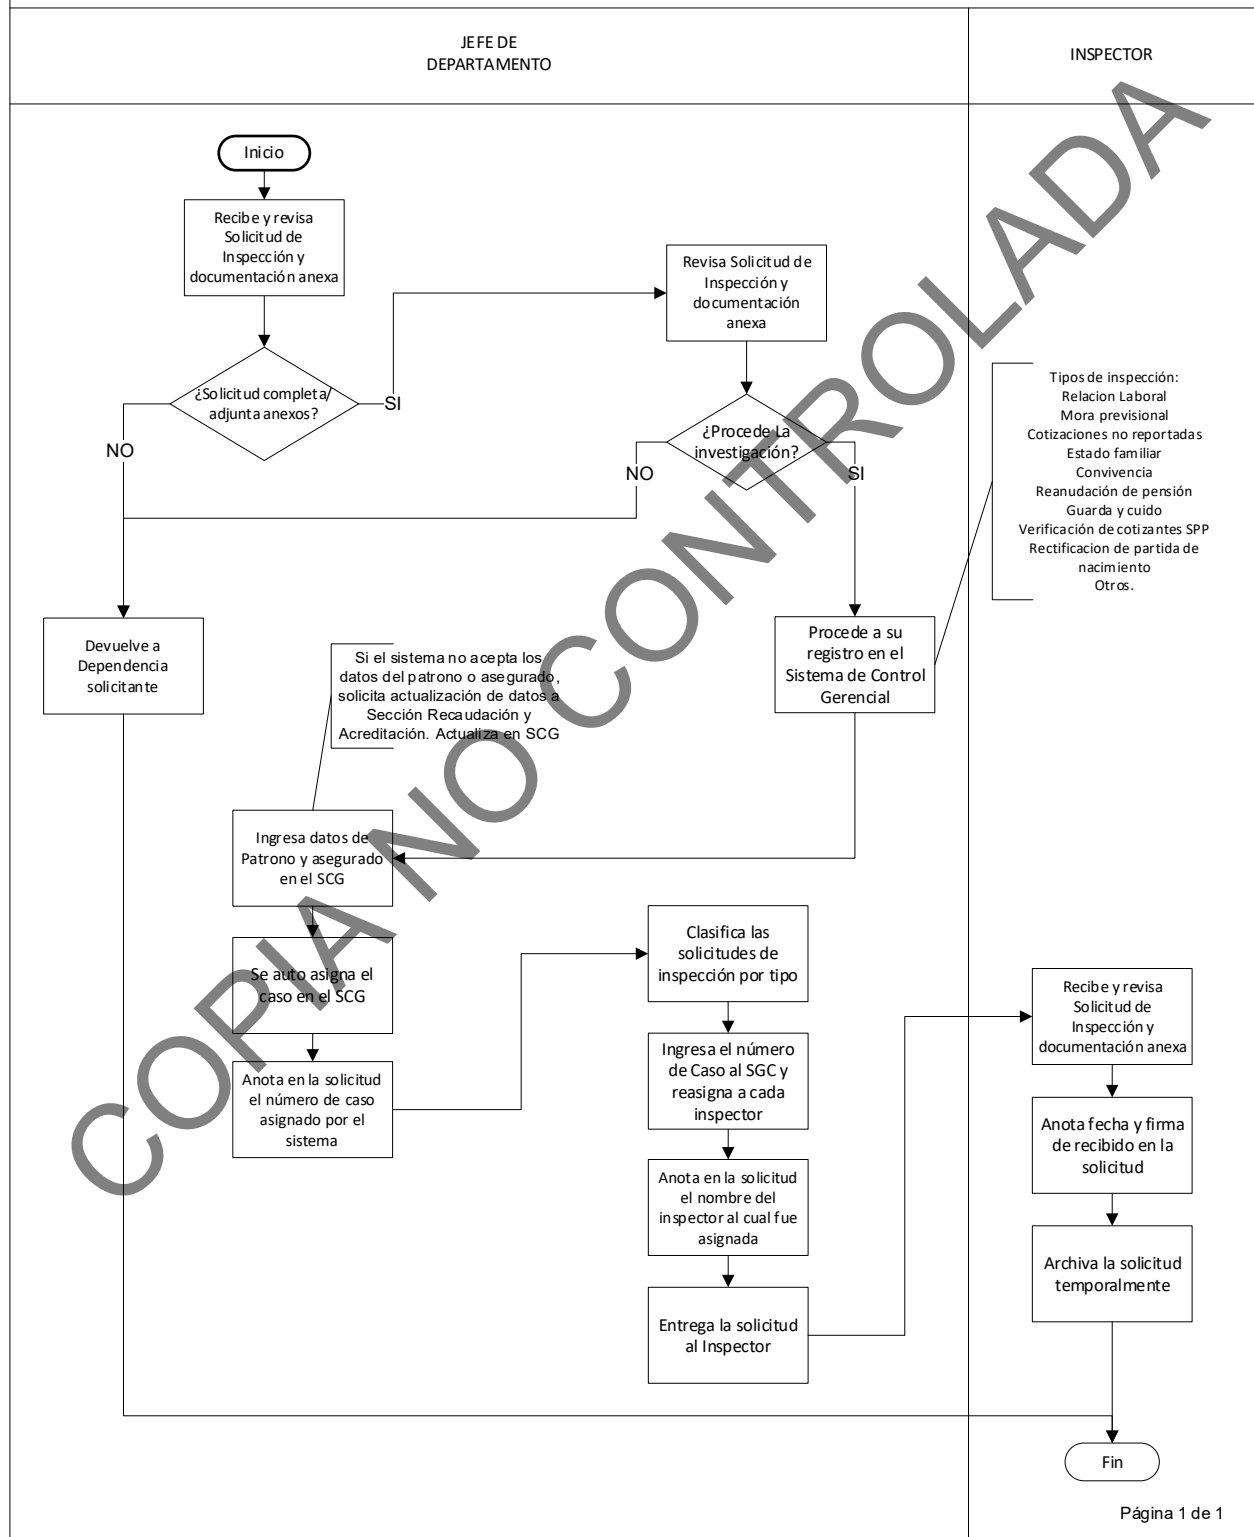 JEFE DE
DEPARTAMENTO
INSPECTOR
Inicio
Recibe y revisa
Solicitud de
Inspección y
documentación anexa
¿Solicitud completa/
adjunta anexos?
SI
NO
Revisa Solicitud de
Inspección y
documentación
anexa
¿Procede La
investigación?
NO
SI
Tipos de inspección:
Relacion Laboral
Mora previsional
Cotizaciones no reportadas
Estado familiar
Convivencia
Reanudación de pensión
Guarda y cuido
Verificación de cotizantes SPP
Rectificacion de partida de
nacimiento
Otros.
Devuelve a
Dependencia
solicitante
Procede a su
registro en el
Sistema de Control
Gerencial
Si el sistema no acepta los
datos del patrono o asegurado,
solicita actualización de datos a
Sección Recaudación y
Acreditación. Actualiza en SCG
Ingresa datos de
Patrono y asegurado
en el SCG
Se auto asigna el
caso en el SCG
Anota en la solicitud
el número de caso
asignado por el
sistema
Clasifica las
solicitudes de
inspección por tipo
Ingresa el número
de Caso al SGC y
reasigna a cada
inspector
Anota en la solicitud
el nombre del
inspector al cual fue
asignada
Entrega la solicitud
al Inspector
Recibe y revisa
Solicitud de
Inspección y
documentación anexa
Anota fecha y firma
de recibido en la
solicitud
Archiva la solicitud
temporalmente
Fin
COPIA NO CONTROLADA
Página 1 de 1